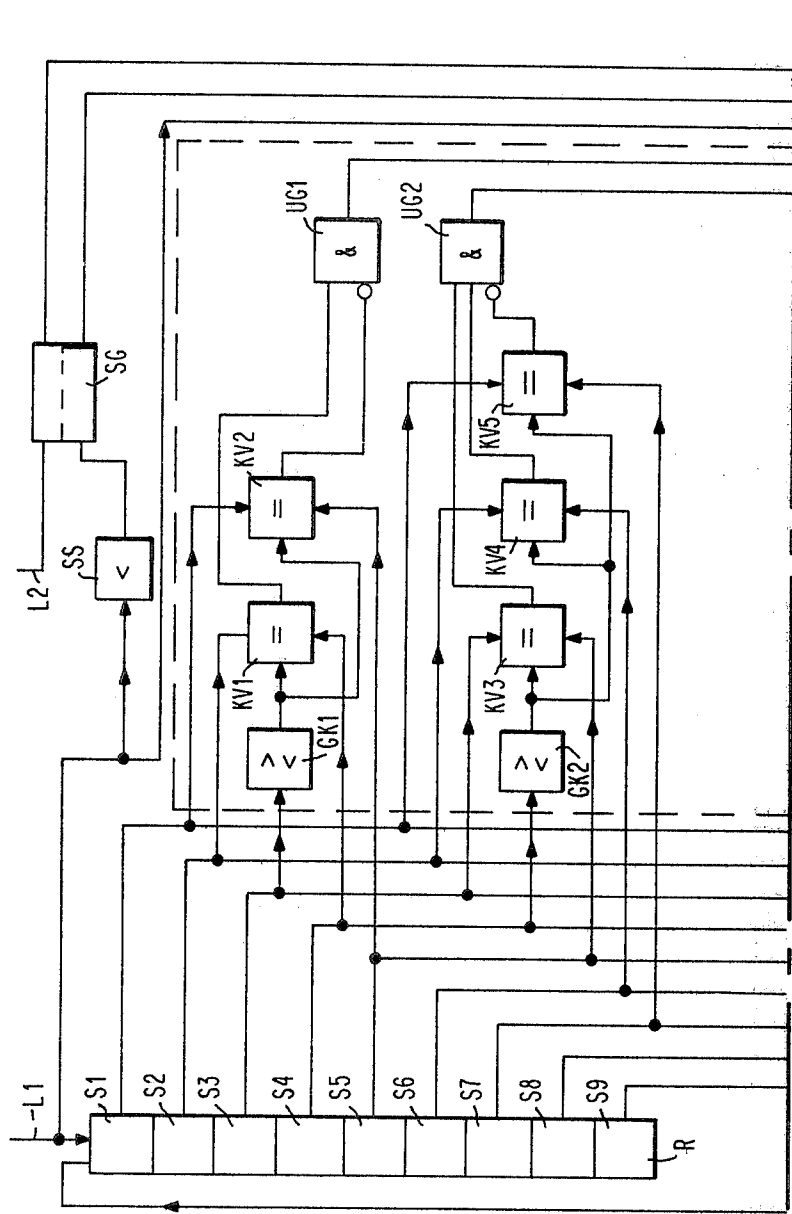 L1
S1
S2
S3
S4
S5
S6
S7
S8
S9
R
L2
SS
<
SG
GK1
> <
KV1
=
KV2
=
UG1
&
GK2
> <
KV3
=
KV4
=
KV5
=
UG2
&